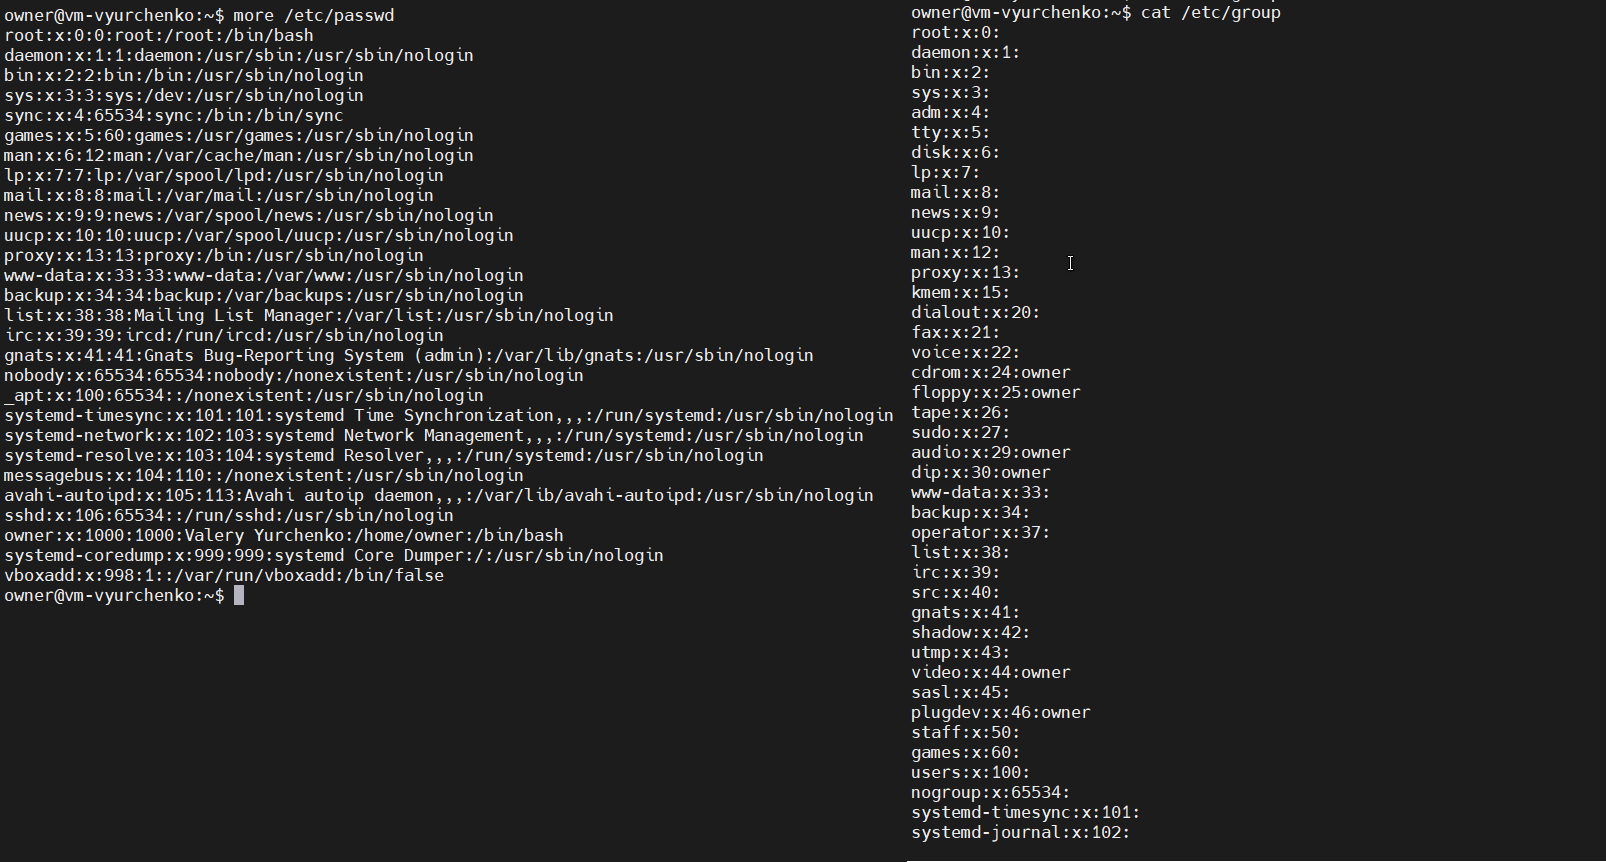 owner@vm-vyurchenko:~$ more /etc/passwd
root:x:0:0:root:/root:/bin/bash
daemon:x:1:1:daemon:/usr/sbin:/usr/sbin/nologin
bin:x:2:2:bin:/bin:/usr/sbin/nologin
sys:x:3:3:sys:/dev:/usr/sbin/nologin
sync:x:4:65534:sync:/bin:/bin/sync
games:x:5:60:games:/usr/games:/usr/sbin/nologin
man:x:6:12:man:/var/cache/man:/usr/sbin/nologin
lp:x:7:7:lp:/var/spool/lpd:/usr/sbin/nologin
mail:x:8:8:mail:/var/mail:/usr/sbin/nologin
news:x:9:9:news:/var/spool/news:/usr/sbin/nologin
uucp:x:10:10:uucp:/var/spool/uucp:/usr/sbin/nologin
proxy:x:13:13:proxy:/bin:/usr/sbin/nologin
www-data:x:33:33:www-data:/var/www:/usr/sbin/nologin
backup:x:34:34:backup:/var/backups:/usr/sbin/nologin
list:x:38:38:Mailing List Manager:/var/list:/usr/sbin/nologin
irc:x:39:39:ircd:/run/ircd:/usr/sbin/nologin
gnats:x:41:41:Gnats Bug-Reporting System (admin):/var/lib/gnats:/usr/sbin/nologin
nobody:x:65534:65534:nobody:/nonexistent:/usr/sbin/nologin
_apt:x:100:65534::/nonexistent:/usr/sbin/nologin
systemd-timesync:x:101:101:systemd Time Synchronization,,,:/run/systemd:/usr/sbin/nologin
systemd-network:x:102:103:systemd Network Management,,,:/run/systemd:/usr/sbin/nologin
systemd-resolve:x:103:104:systemd Resolver,,,:/run/systemd:/usr/sbin/nologin
messagebus:x:104:110::/nonexistent:/usr/sbin/nologin
avahi-autoipd:x:105:113:Avahi autoip daemon,,,:/var/lib/avahi-autoipd:/usr/sbin/nologin
sshd:x:106:65534::/run/sshd:/usr/sbin/nologin
owner:x:1000:1000:Valery Yurchenko:/home/owner:/bin/bash
systemd-coredump:x:999:999:systemd Core Dumper:/:/usr/sbin/nologin
vboxadd:x:998:1::/var/run/vboxadd:/bin/false
owner@vm-vyurchenko:~$
owner@vm-vyurchenko:~$ cat /etc/group
root:x:0:
daemon:x:1:
bin:x:2:
sys:x:3:
adm:x:4:
tty:x:5:
disk:x:6:
lp:x:7:
mail:x:8:
news:x:9:
uucp:x:10:
man:x:12:
proxy:x:13:
kmem:x:15:
dialout:x:20:
fax:x:21:
voice:x:22:
cdrom:x:24:owner
floppy:x:25:owner
tape:x:26:
sudo:x:27:
audio:x:29:owner
dip:x:30:owner
www-data:x:33:
backup:x:34:
operator:x:37:
list:x:38:
irc:x:39:
src:x:40:
gnats:x:41:
shadow:x:42:
utmp:x:43:
video:x:44:owner
sasl:x:45:
plugdev:x:46:owner
staff:x:50:
games:x:60:
users:x:100:
nogroup:x:65534:
systemd-timesync:x:101:
systemd-journal:x:102: